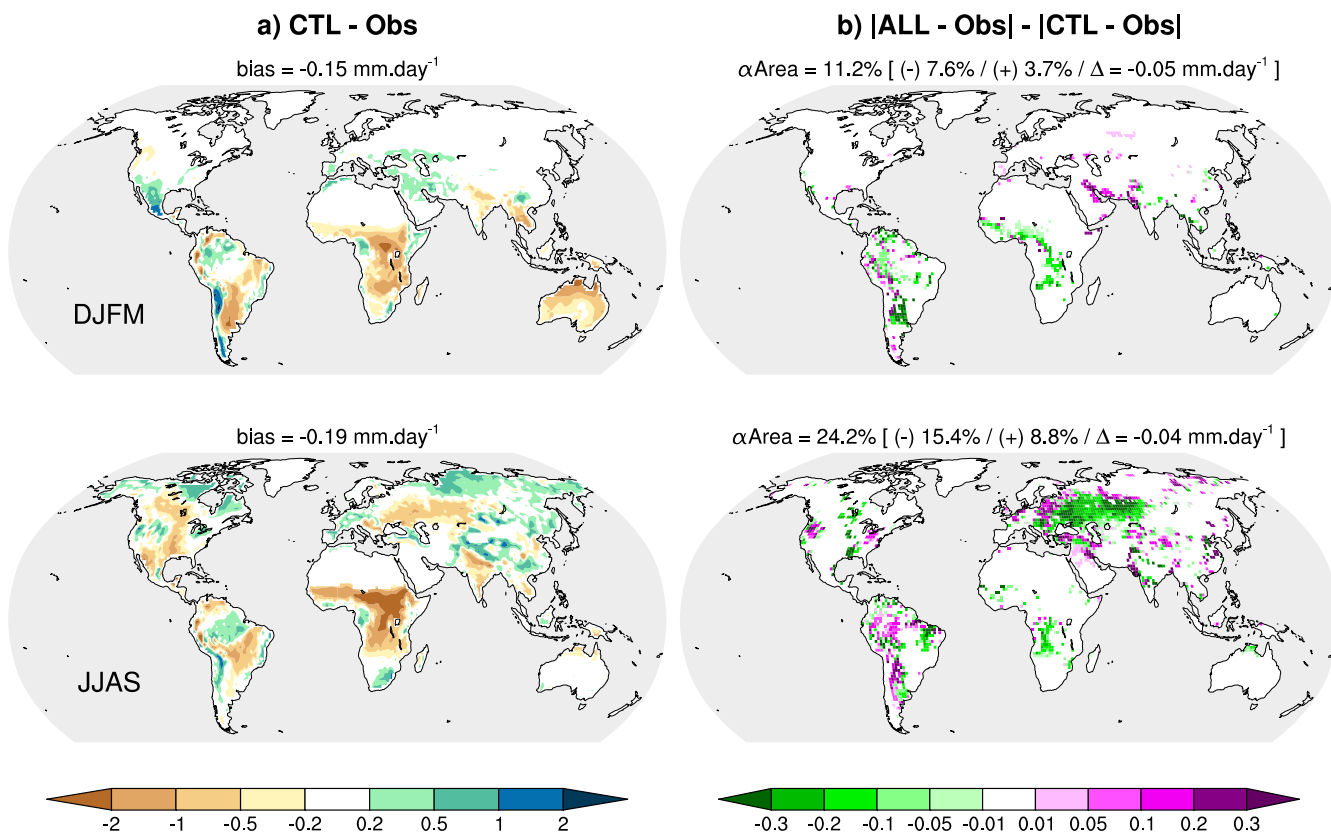 a) CTL - Obs
b) |ALL - Obs| - |CTL - Obs|
bias = -0.15 mm.day-1
αArea = 11.2% [ (-) 7.6% / (+) 3.7% / Δ = -0.05 mm.day-1 ]
DJFM
bias = -0.19 mm.day-1
αArea = 24.2% [ (-) 15.4% / (+) 8.8% / Δ = -0.04 mm.day-1 ]
JJAS
-2 -1 -0.5 -0.2 0.2 0.5 1 2
-0.3 -0.2 -0.1 -0.05 -0.01 0.01 0.05 0.1 0.2 0.3